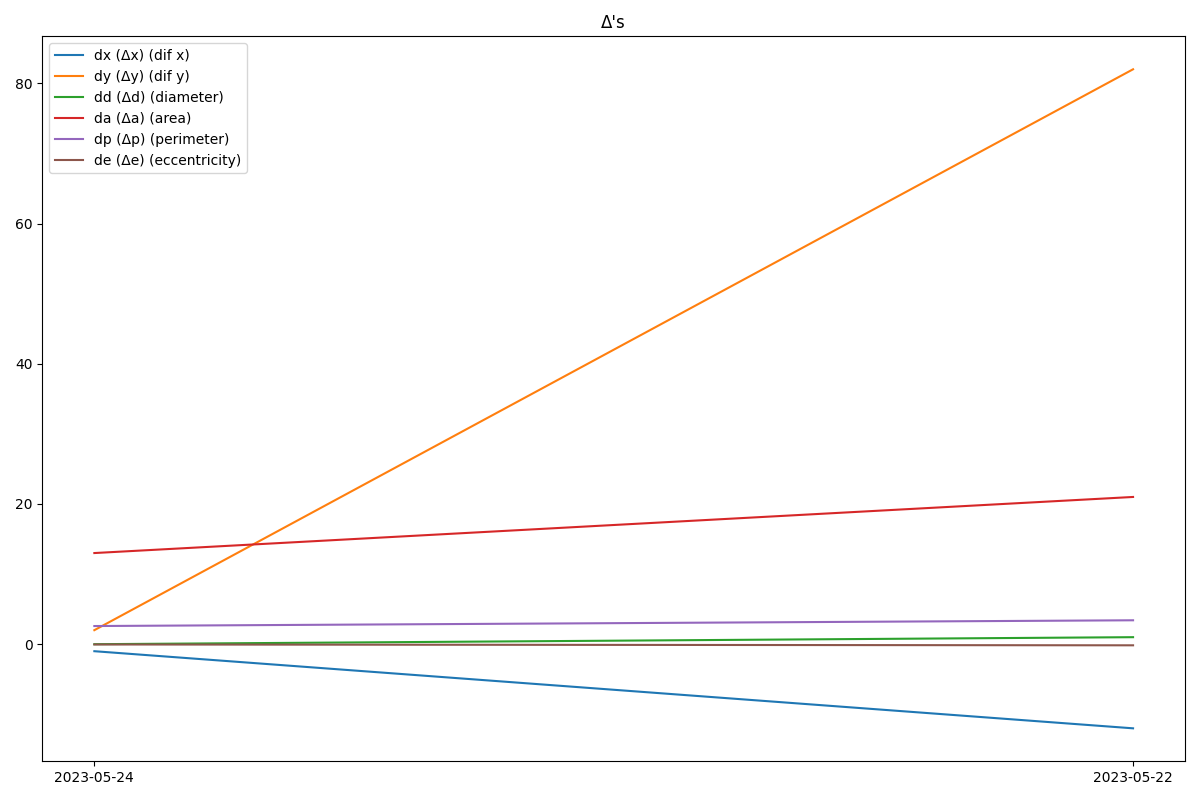 Δ's
dx (Δx) (dif x)
dy (Δy) (dif y)
dd (Δd) (diameter)
da (Δa) (area)
dp (Δp) (perimeter)
de (Δe) (eccentricity)
80
60
40
20
0
2023-05-24
2023-05-22